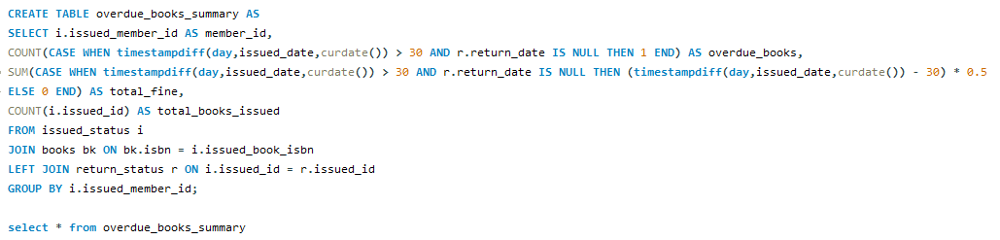 CREATE TABLE overdue_books_summary AS
SELECT i.issued_member_id AS member_id,
COUNT(CASE WHEN timestampdiff(day,issued_date,curdate()) > 30 AND r.return_date IS NULL THEN 1 END) AS overdue_books,
SUM(CASE WHEN timestampdiff(day,issued_date,curdate()) > 30 AND r.return_date IS NULL THEN (timestampdiff(day,issued_date,curdate()) - 30) * 0.5
ELSE 0 END) AS total_fine,
COUNT(i.issued_id) AS total_books_issued
FROM issued_status i
JOIN books bk ON bk.isbn = i.issued_book_isbn
LEFT JOIN return_status r ON i.issued_id = r.issued_id
GROUP BY i.issued_member_id;
select * from overdue_books_summary